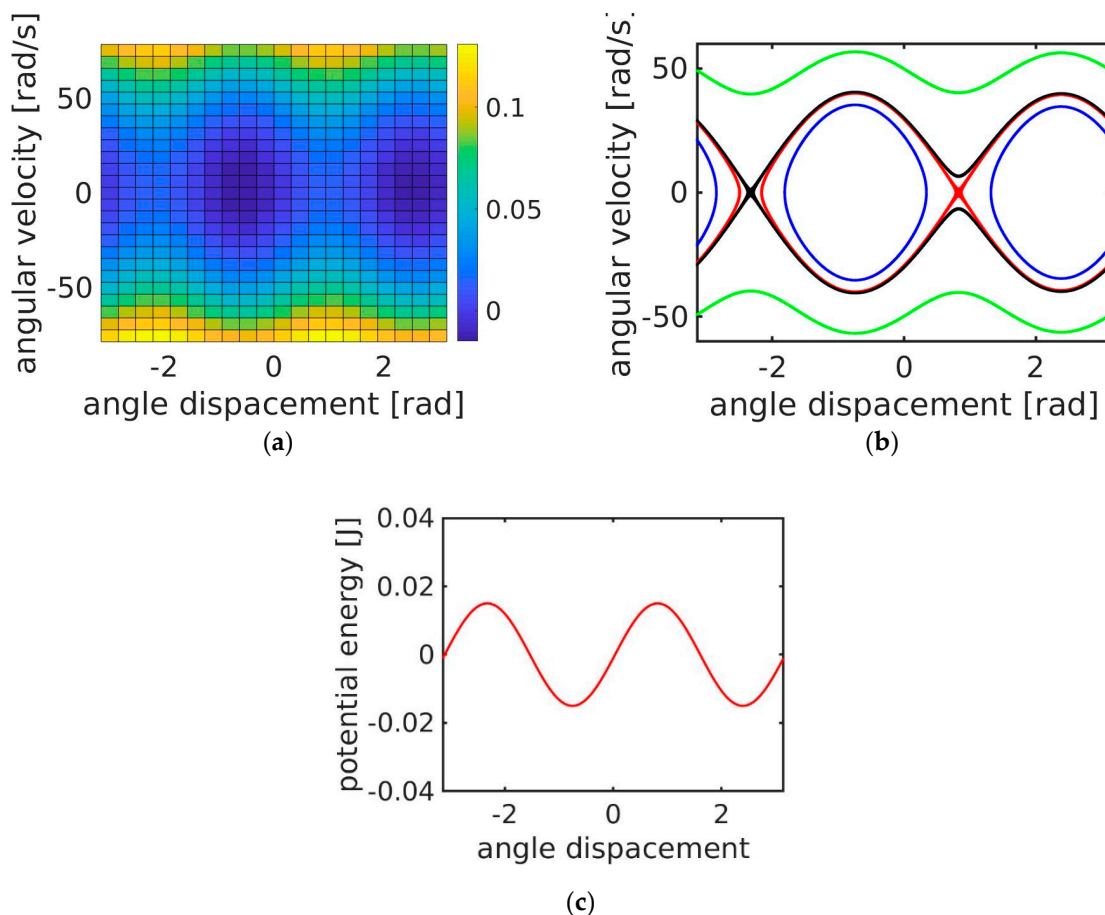 angular velocity [rad/s]
50
0
-50
-2
0
2
angle dispacement [rad]
0.1
0.05
0
(a)
angular velocity [rad/s]
50
0
-50
-2
0
2
angle dispacement [rad]
(b)
potential energy [J]
0.04
0.02
0
-0.02
-0.04
-2
0
2
angle dispacement
(c)